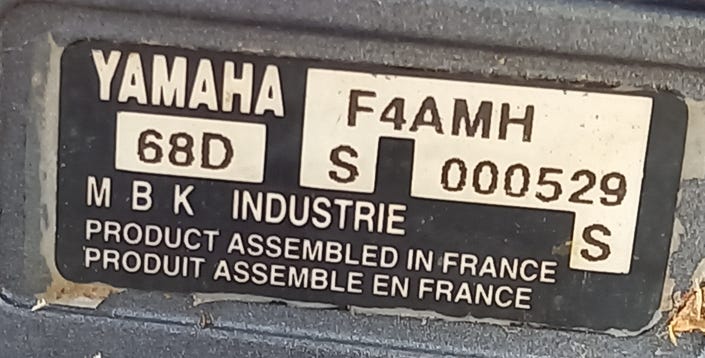 YAMAHA F4AMH
68D S 000529
M B K INDUSTRIE S
PRODUCT ASSEMBLED IN FRANCE
PRODUIT ASSEMBLE EN FRANCE